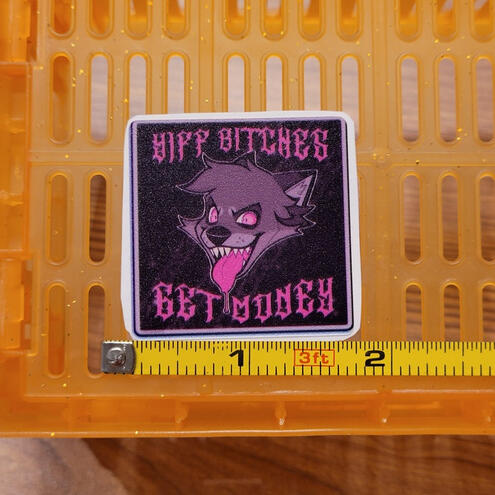 YIFF BITCHES
GET MONEY
1 3ft 2